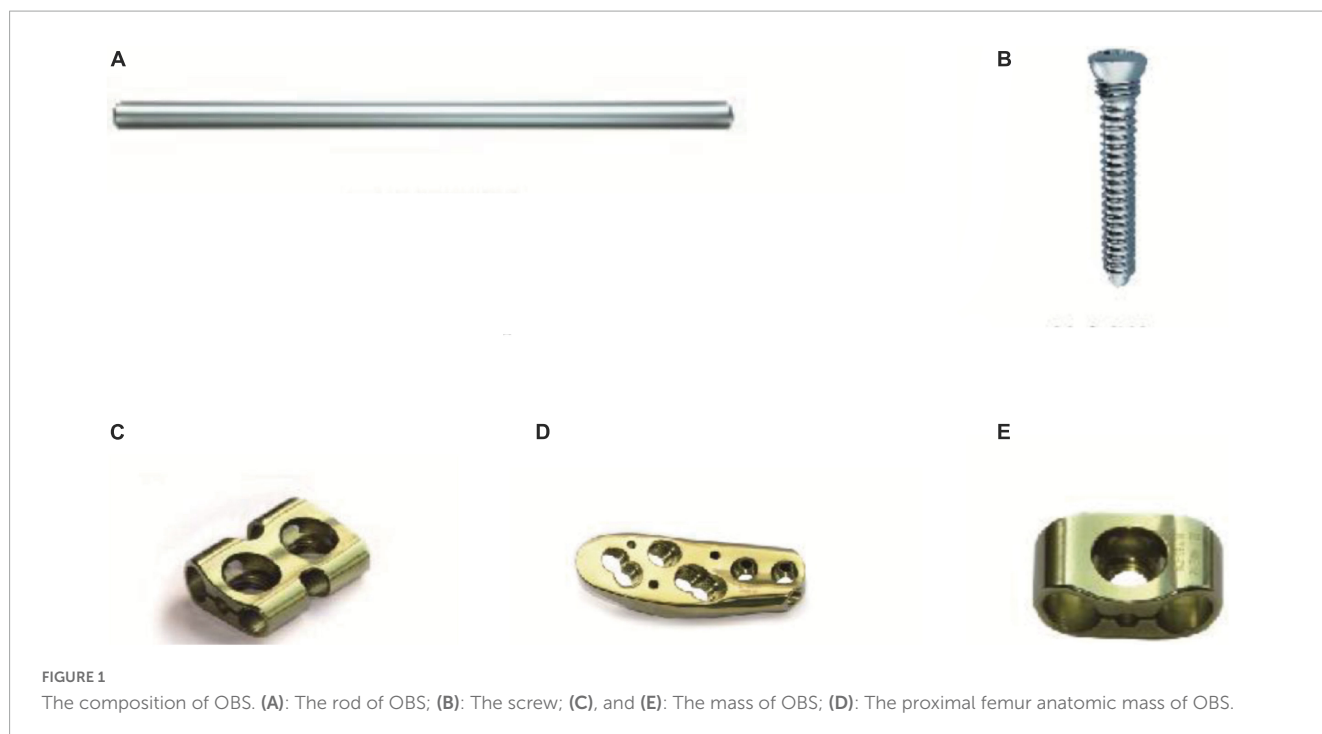 A
B
C
D
E
FIGURE 1
The composition of OBS. (A): The rod of OBS; (B): The screw; (C), and (E): The mass of OBS; (D): The proximal femur anatomic mass of OBS.